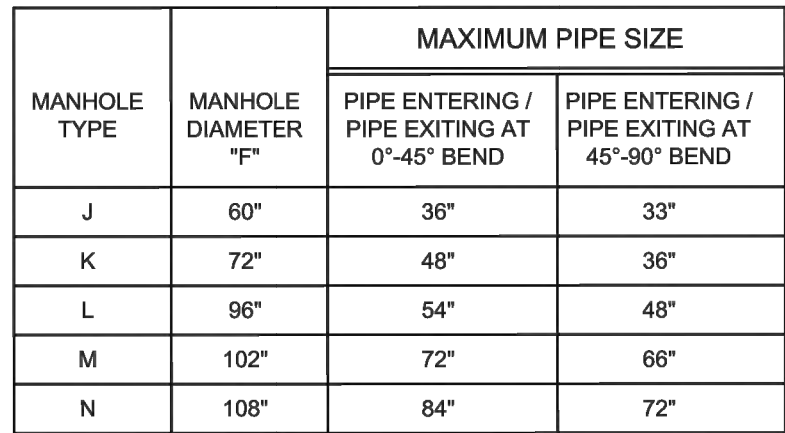 MAXIMUM PIPE SIZE
MANHOLE
TYPE
MANHOLE
DIAMETER
"F"
PIPE ENTERING /
PIPE EXITING AT
0°-45° BEND
PIPE ENTERING /
PIPE EXITING AT
45°-90° BEND
J 60" 36" 33"
K 72" 48" 36"
L 96" 54" 48"
M 102" 72" 66"
N 108" 84" 72"